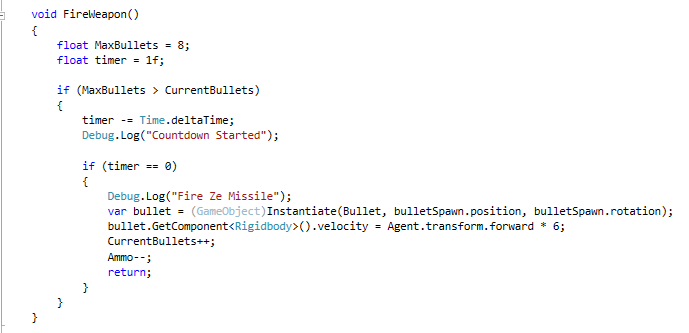 void FireWeapon()
{
float MaxBullets = 8;
float timer = 1f;
if (MaxBullets > CurrentBullets)
{
timer -= Time.deltaTime;
Debug.Log("Countdown Started");
if (timer == 0)
{
Debug.Log("Fire Ze Missile");
var bullet = (GameObject)Instantiate(Bullet, bulletSpawn.position, bulletSpawn.rotation);
bullet.GetComponent<Rigidbody>().velocity = Agent.transform.forward * 6;
CurrentBullets++;
Ammo--;
return;
}
}
}